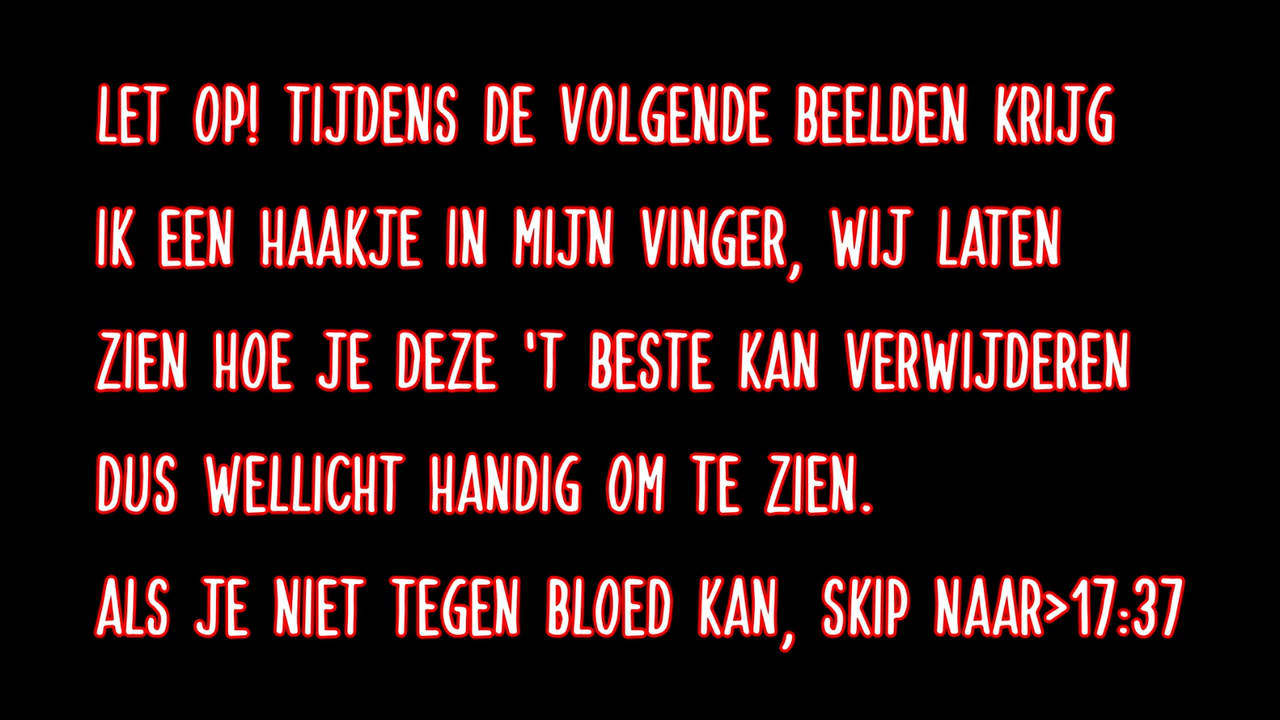 LET OP! TIJDENS DE VOLGENDE BEELDEN KRIJG
IK EEN HAAKJE IN MIJN VINGER, WIJ LATEN
ZIEN HOE JE DEZE 'T BESTE KAN VERWIJDEREN
DUS WELLICHT HANDIG OM TE ZIEN.
ALS JE NIET TEGEN BLOED KAN, SKIP NAAR>17:37